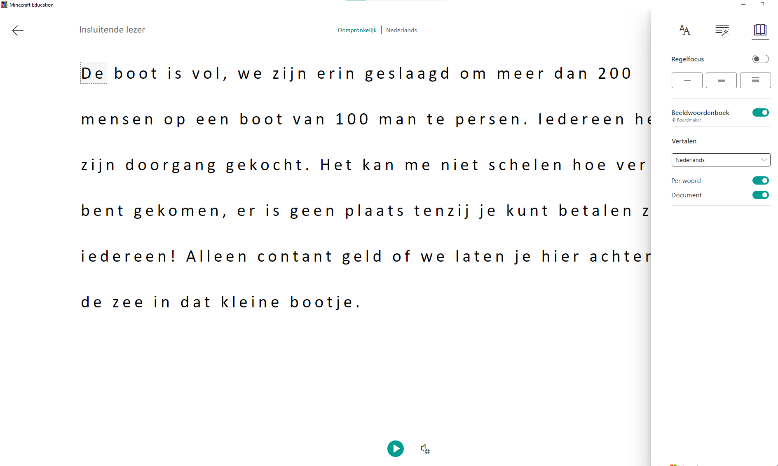 Minecraft Education
Insluitende lezer
Oorspronkelijk | Nederlands
De boot is vol, we zijn erin geslaagd om meer dan 200
mensen op een boot van 100 man te persen. Iedereen he
zijn doorgang gekocht. Het kan me niet schelen hoe ver
bent gekomen, er is geen plaats tenzij je kunt betalen z
iedereen! Alleen contant geld of we laten je hier achter
de zee in dat kleine bootje.
Regelfocus
Beeldwoordenboek
© Boardmaker
Vertalen
Nederlands
Per woord
Document